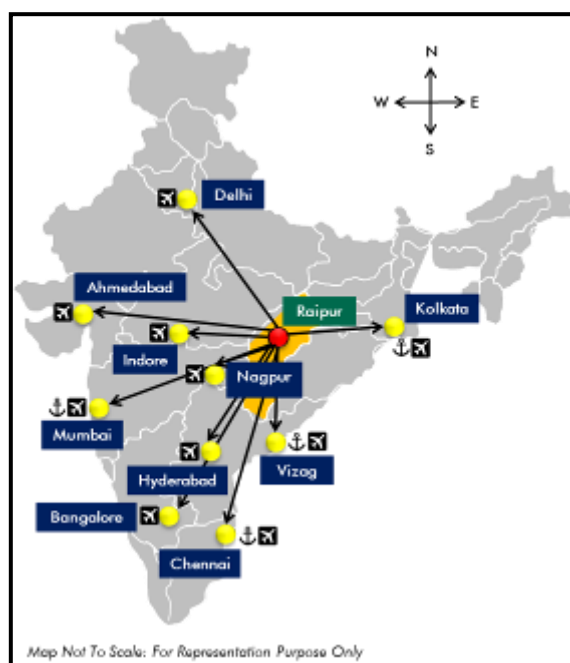 N
W E
S
Delhi
Ahmedabad
Raipur
Kolkata
Indore
Nagpur
Mumbai
Hyderabad
Vizag
Bangalore
Chennai
Map Not To Scale: For Representation Purpose Only